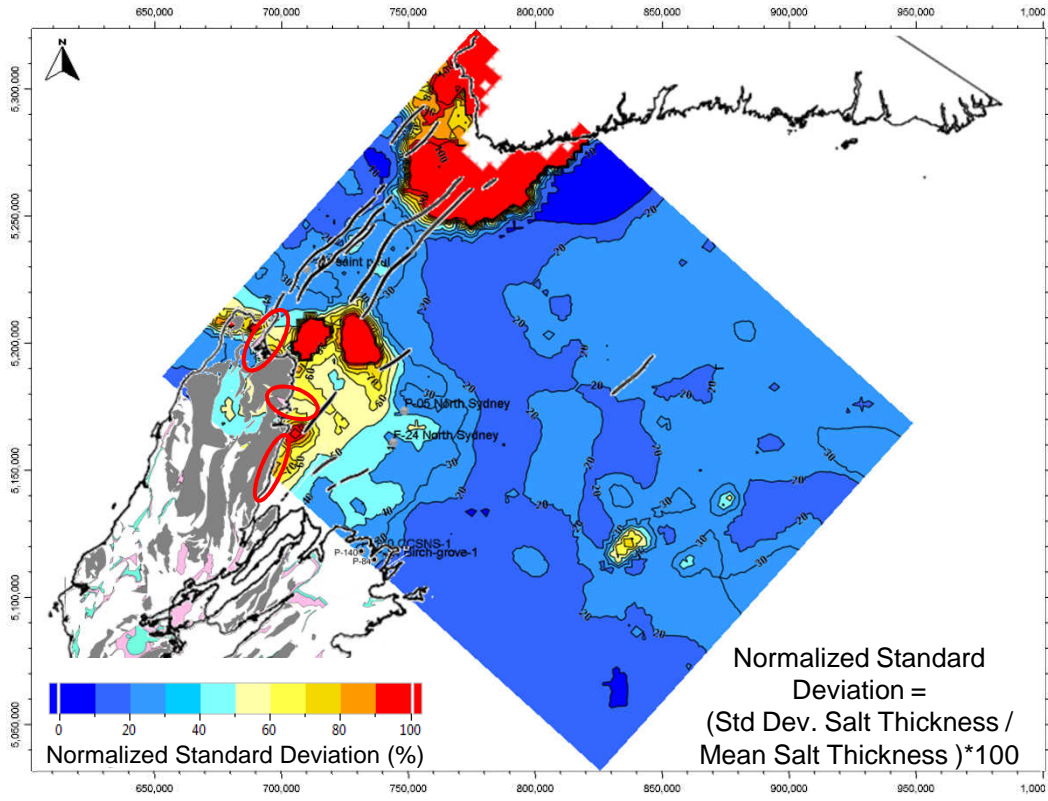 650,000 700,000 750,000 800,000 850,000 900,000 950,000 1,000
N
5,300,000
5,250,000
5,200,000
5,150,000
5,100,000
5,050,000
saint paul
P-05 North Sydney
F-24 North Sydney
CCSNS-1
P-140 Birch-grove-1
P-84
Normalized Standard
Deviation =
(Std Dev. Salt Thickness /
Mean Salt Thickness )*100
0 20 40 60 80 100
Normalized Standard Deviation (%)
650,000 700,000 750,000 800,000 850,000 900,000 950,000 1,000